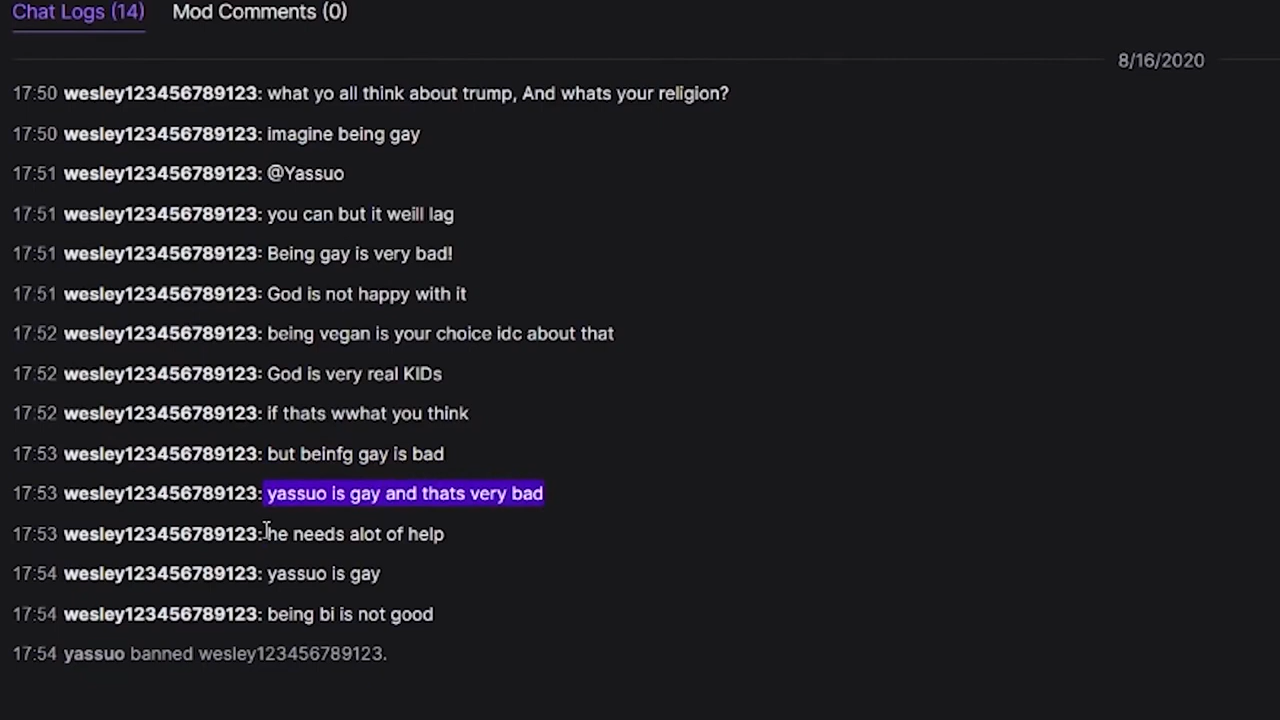 Chat Logs (14) Mod Comments (0)
8/16/2020
17:50 wesley123456789123: what yo all think about trump, And whats your religion?
17:50 wesley123456789123: imagine being gay
17:51 wesley123456789123: @Yassuo
17:51 wesley123456789123: you can but it weill lag
17:51 wesley123456789123: Being gay is very bad!
17:51 wesley123456789123: God is not happy with it
17:52 wesley123456789123: being vegan is your choice idc about that
17:52 wesley123456789123: God is very real KIDs
17:52 wesley123456789123: if thats wwhat you think
17:53 wesley123456789123: but beinfg gay is bad
17:53 wesley123456789123: yassuo is gay and thats very bad
17:53 wesley123456789123: he needs alot of help
17:54 wesley123456789123: yassuo is gay
17:54 wesley123456789123: being bi is not good
17:54 yassuo banned wesley123456789123.